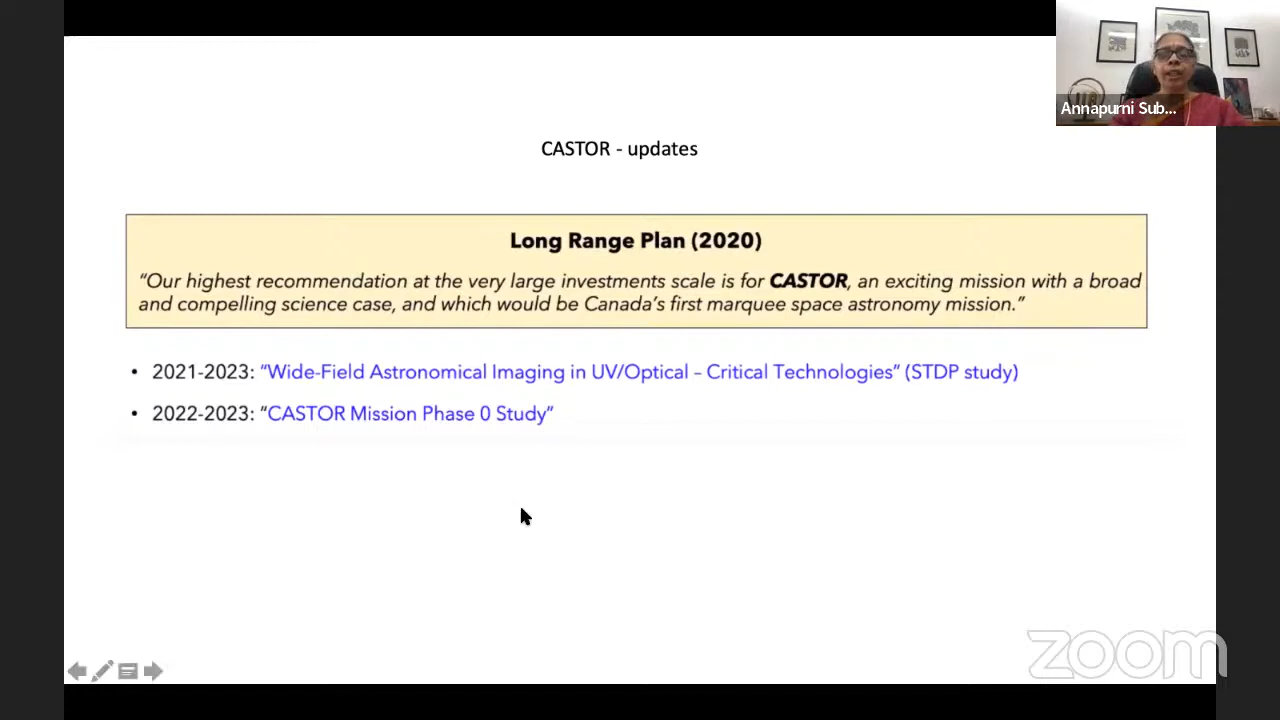 Annapurni Sub...
CASTOR - updates
Long Range Plan (2020)
“Our highest recommendation at the very large investments scale is for CASTOR, an exciting mission with a broad
and compelling science case, and which would be Canada’s first marquee space astronomy mission.”
• 2021-2023: “Wide-Field Astronomical Imaging in UV/Optical – Critical Technologies” (STDP study)
• 2022-2023: “CASTOR Mission Phase 0 Study”
zoom